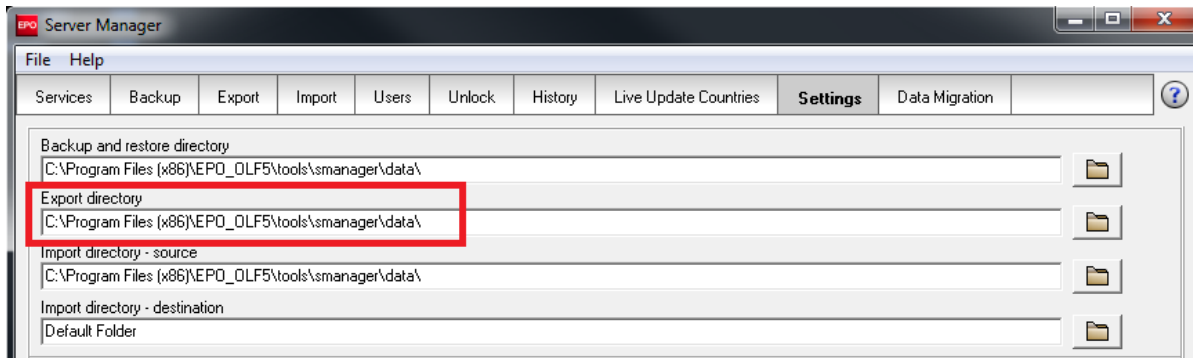 EPO Server Manager
File Help
Services Backup Export Import Users Unlock History Live Update Countries Settings Data Migration ?
Backup and restore directory
C:\Program Files (x86)\EPO_OLF5\tools\smanager\data\
Export directory
C:\Program Files (x86)\EPO_OLF5\tools\smanager\data\
Import directory - source
C:\Program Files (x86)\EPO_OLF5\tools\smanager\data\
Import directory - destination
Default Folder